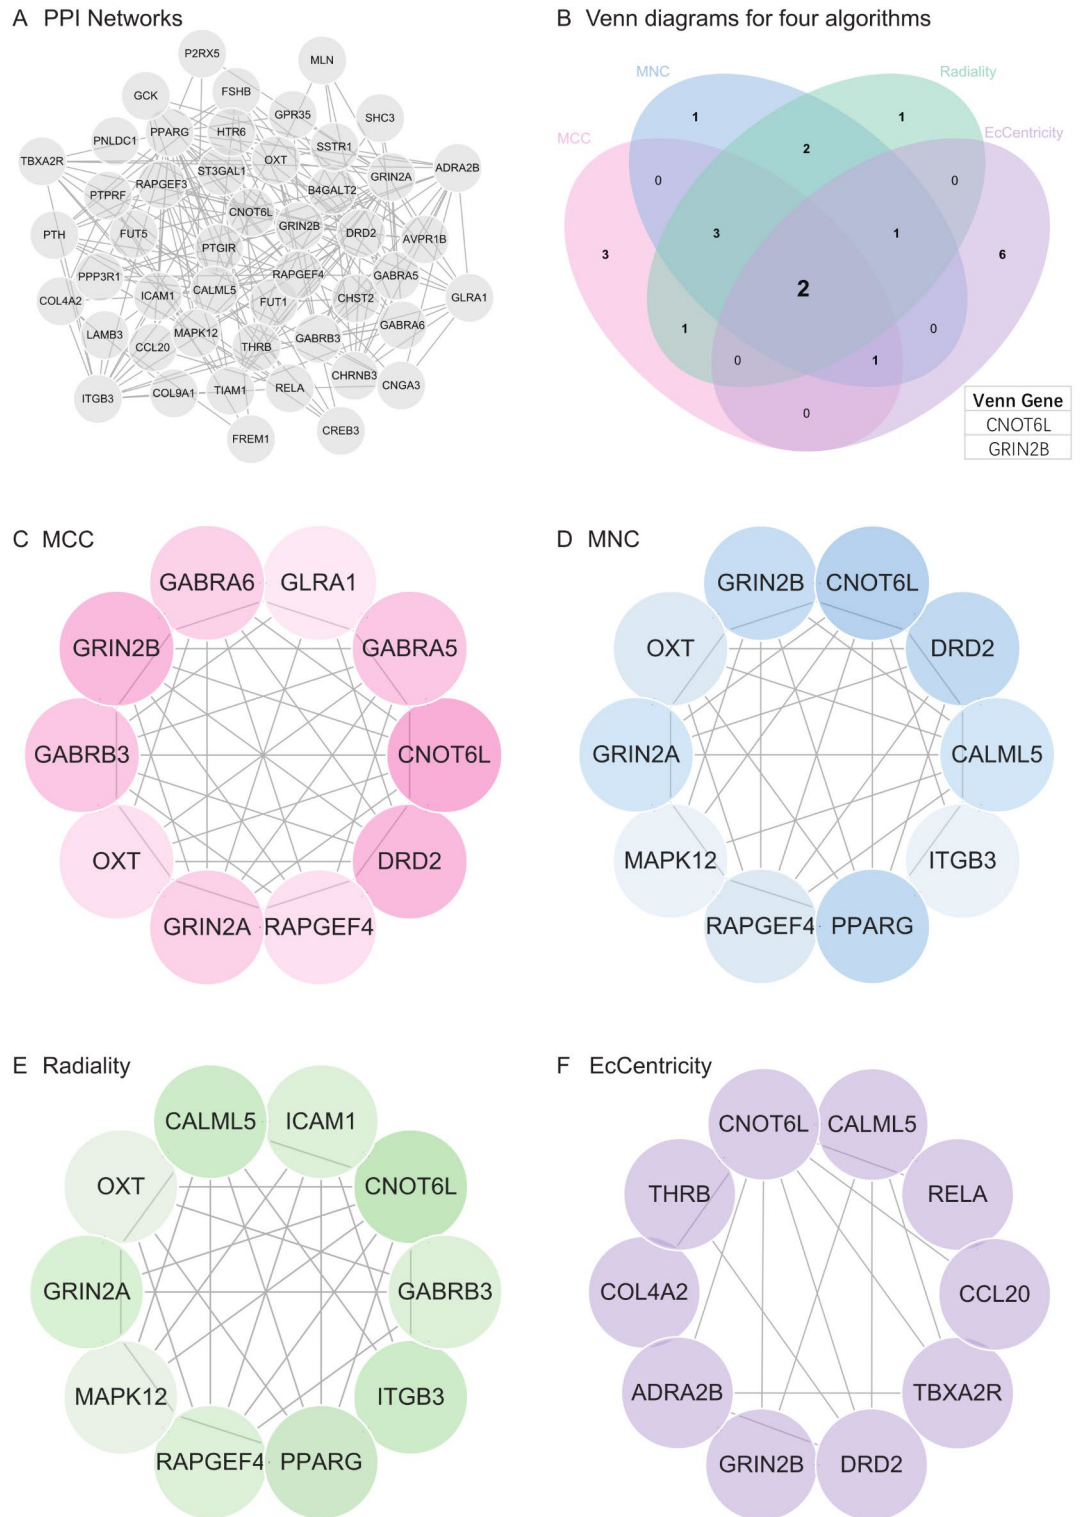 A PPI Networks
P2RX5
MLN
GCK
FSHB
GPR35
SHC3
PNLDC1
PPARG
HTR6
SSTR1
TBXA2R
OXT
ADRA2B
ST3GAL1
GRIN2A
PTPRF
RAPGEF3
B4GALT2
CNOT6L
PTH
FUT5
GRIN2B
DRD2
AVPR1B
PTGIR
PPP3R1
RAPGEF4
GABRA5
COL4A2
ICAM1
CALML5
FUT1
CHST2
GLRA1
LAMB3
MAPK12
GABRA6
CCL20
THRB
GABRB3
ITGB3
COL9A1
TIAM1
RELA
CHRNB3
CNGA3
FREM1
CREB3
B Venn diagrams for four algorithms
MNC
Radiality
MCC
EcCentricity
1
1
2
0
0
3
3
1
6
2
1
0
0
1
0
Venn Gene
CNOT6L
GRIN2B
C MCC
GABRA6
GLRA1
GRIN2B
GABRA5
GABRB3
CNOT6L
OXT
DRD2
GRIN2A
RAPGEF4
D MNC
GRIN2B
CNOT6L
OXT
DRD2
GRIN2A
CALML5
MAPK12
ITGB3
RAPGEF4
PPARG
E Radiality
CALML5
ICAM1
OXT
CNOT6L
GRIN2A
GABRB3
MAPK12
ITGB3
RAPGEF4
PPARG
F EcCentricity
CNOT6L
CALML5
THRB
RELA
COL4A2
CCL20
ADRA2B
TBXA2R
GRIN2B
DRD2